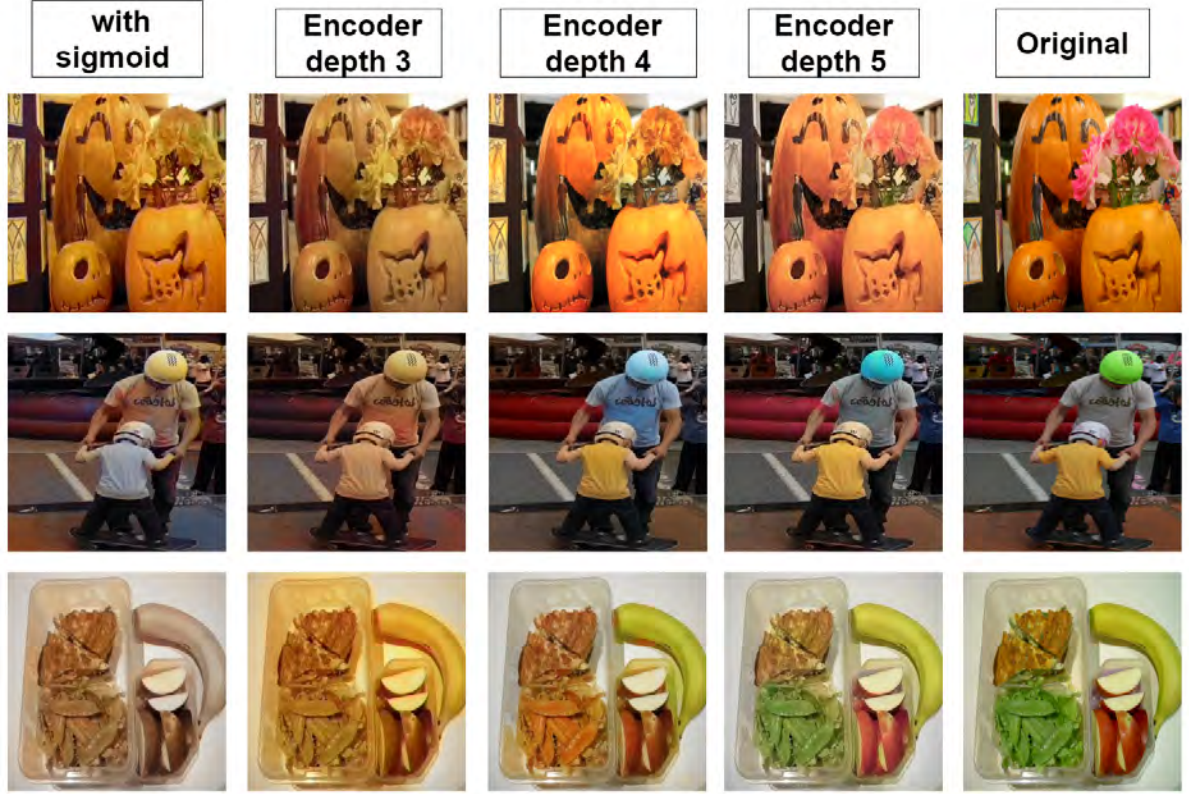 with
sigmoid
Encoder
depth 3
Encoder
depth 4
Encoder
depth 5
Original